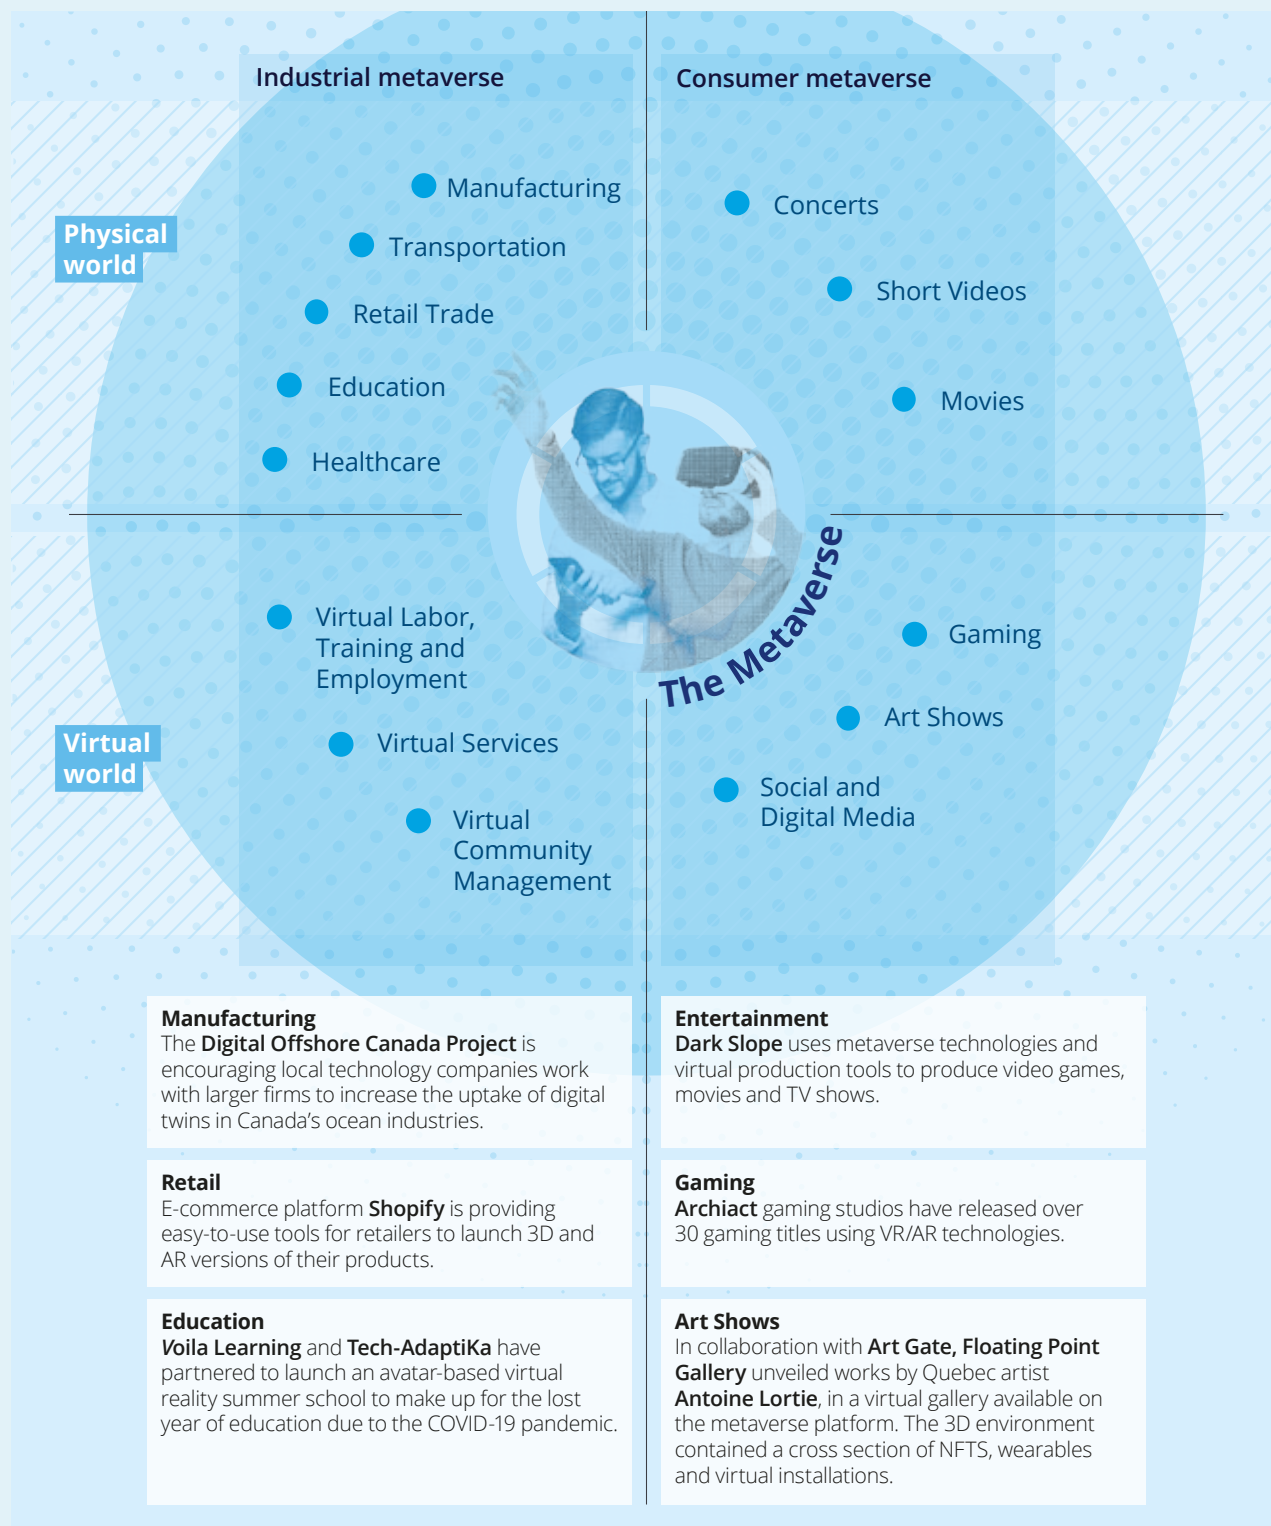 Industrial metaverse
Consumer metaverse
Physical
world
Manufacturing
Transportation
Retail Trade
Education
Healthcare
Concerts
Short Videos
Movies
The Metaverse
Virtual
world
Virtual Labor,
Training and
Employment
Virtual Services
Virtual
Community
Management
Gaming
Art Shows
Social and
Digital Media
Manufacturing
The Digital Offshore Canada Project is
encouraging local technology companies work
with larger firms to increase the uptake of digital
twins in Canada’s ocean industries.
Retail
E-commerce platform Shopify is providing
easy-to-use tools for retailers to launch 3D and
AR versions of their products.
Education
Voila Learning and Tech-AdaptiKa have
partnered to launch an avatar-based virtual
reality summer school to make up for the lost
year of education due to the COVID-19 pandemic.
Entertainment
Dark Slope uses metaverse technologies and
virtual production tools to produce video games,
movies and TV shows.
Gaming
Archiact gaming studios have released over
30 gaming titles using VR/AR technologies.
Art Shows
In collaboration with Art Gate, Floating Point
Gallery unveiled works by Quebec artist
Antoine Lortie, in a virtual gallery available on
the metaverse platform. The 3D environment
contained a cross section of NFTS, wearables
and virtual installations.